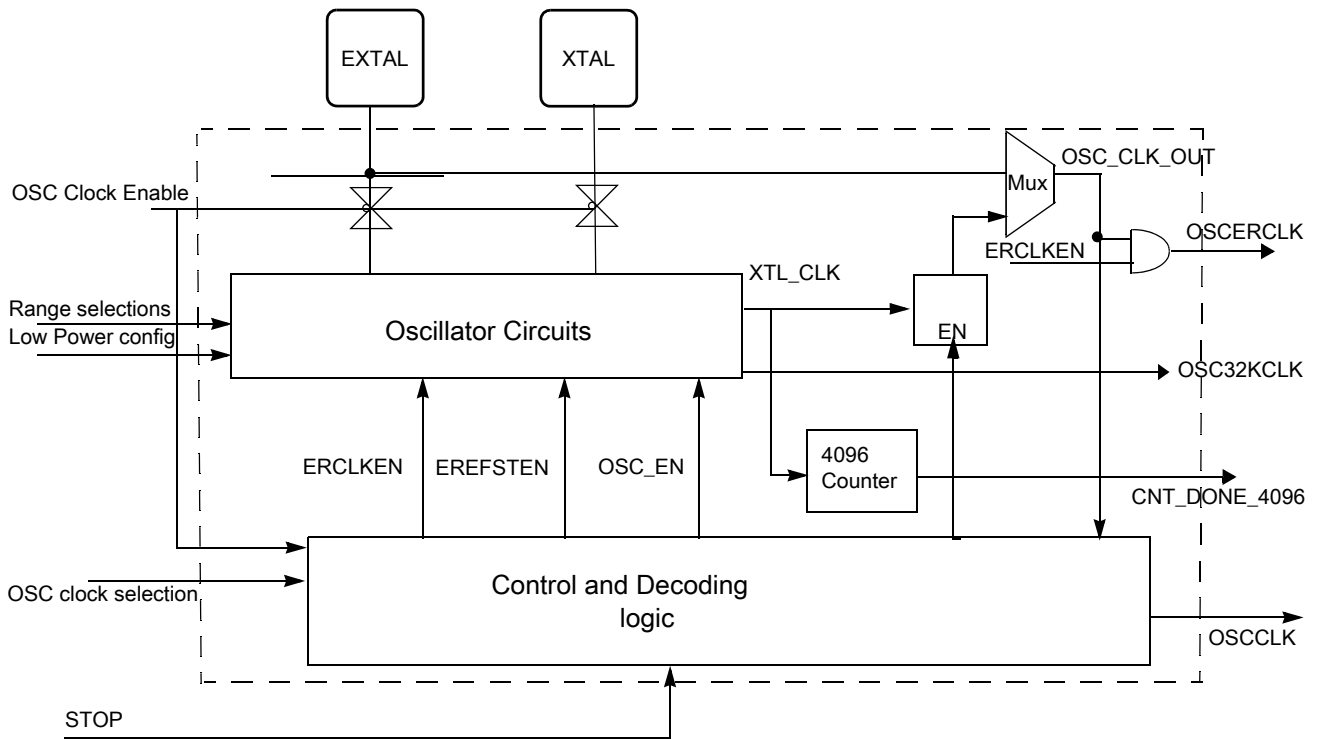 EXTAL
XTAL
OSC_CLK_OUT
Mux
OSC Clock Enable
ERCLKEN
OSCERCLK
XTL_CLK
Range selections
Low Power config
Oscillator Circuits
EN
OSC32KCLK
ERCLKEN
EREFSTEN
OSC_EN
4096
Counter
CNT_DONE_4096
Control and Decoding
logic
OSC clock selection
OSCCLK
STOP